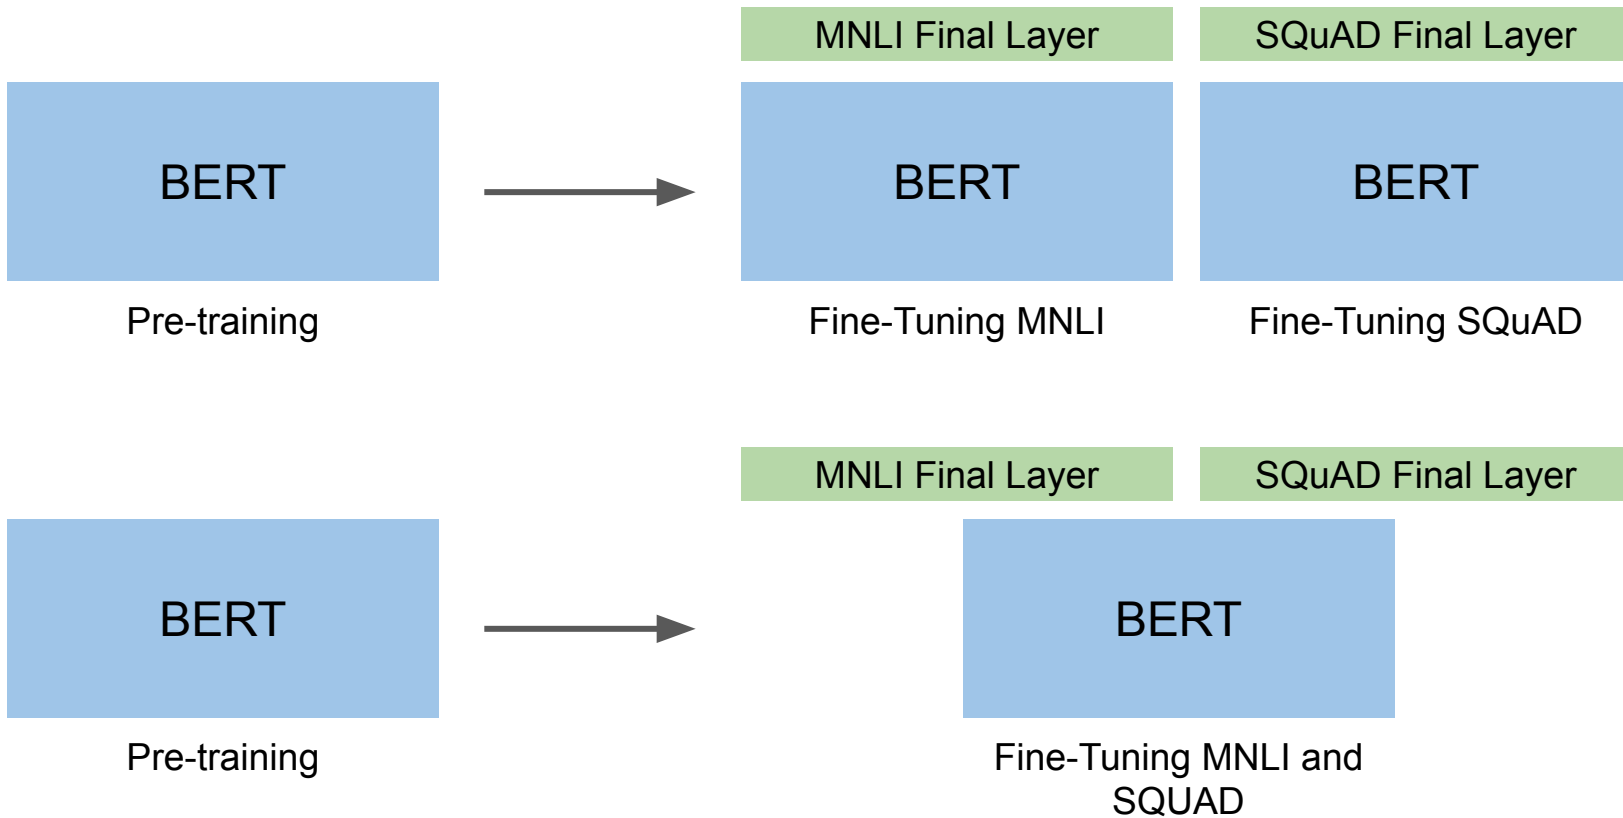 MNLI Final Layer
SQuAD Final Layer
BERT
BERT
BERT
Pre-training
Fine-Tuning MNLI
Fine-Tuning SQuAD
MNLI Final Layer
SQuAD Final Layer
BERT
BERT
Pre-training
Fine-Tuning MNLI and
SQUAD